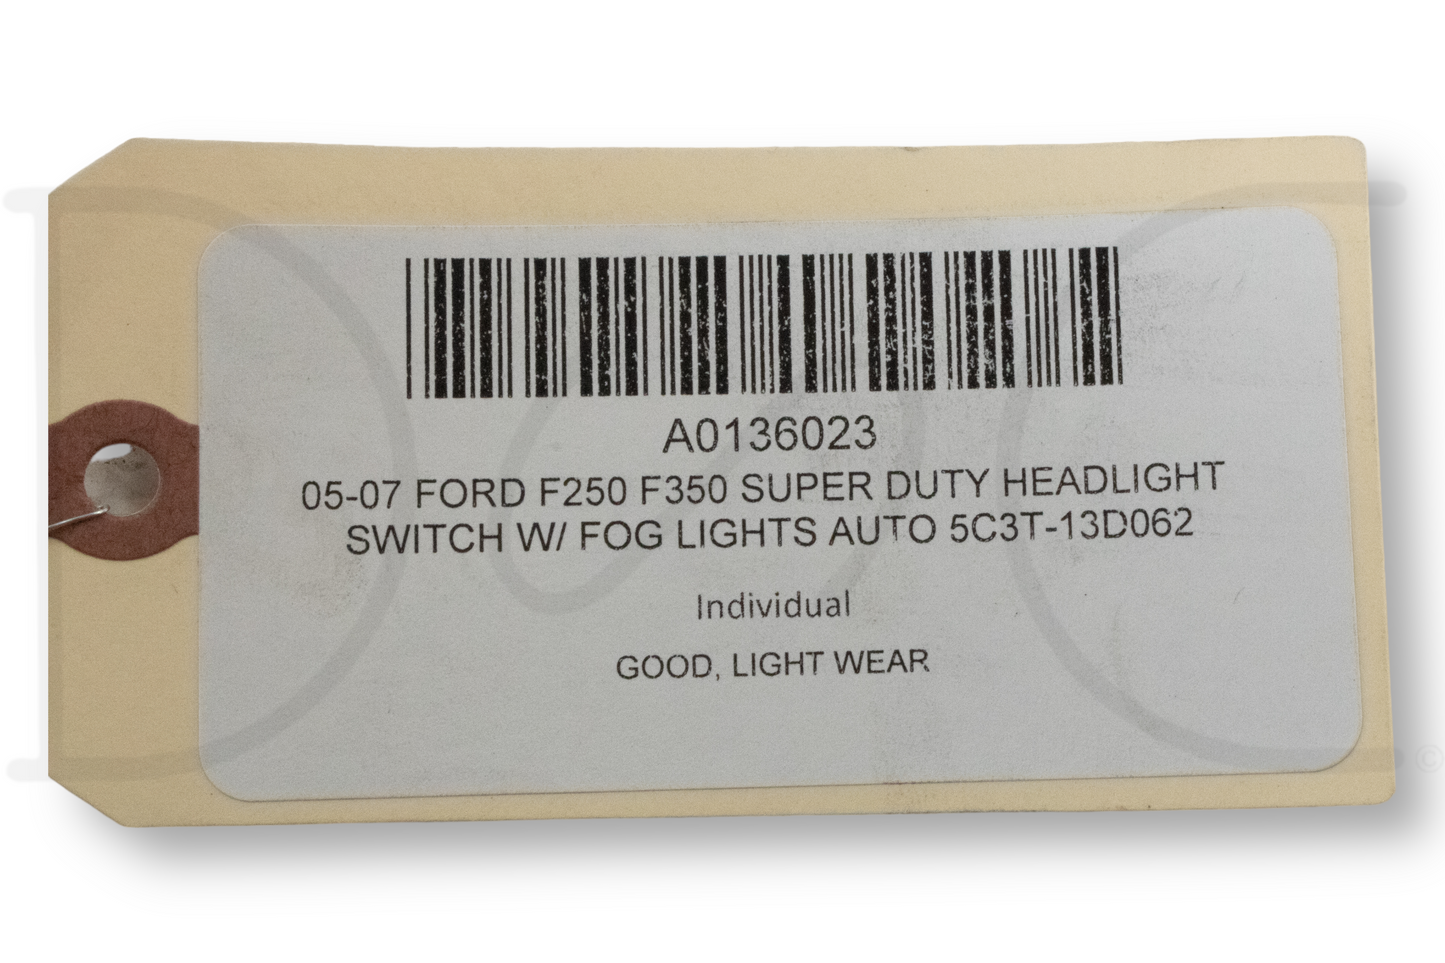 A0136023
05-07 FORD F250 F350 SUPER DUTY HEADLIGHT
SWITCH W/ FOG LIGHTS AUTO 5C3T-13D062
Individual
GOOD, LIGHT WEAR
©